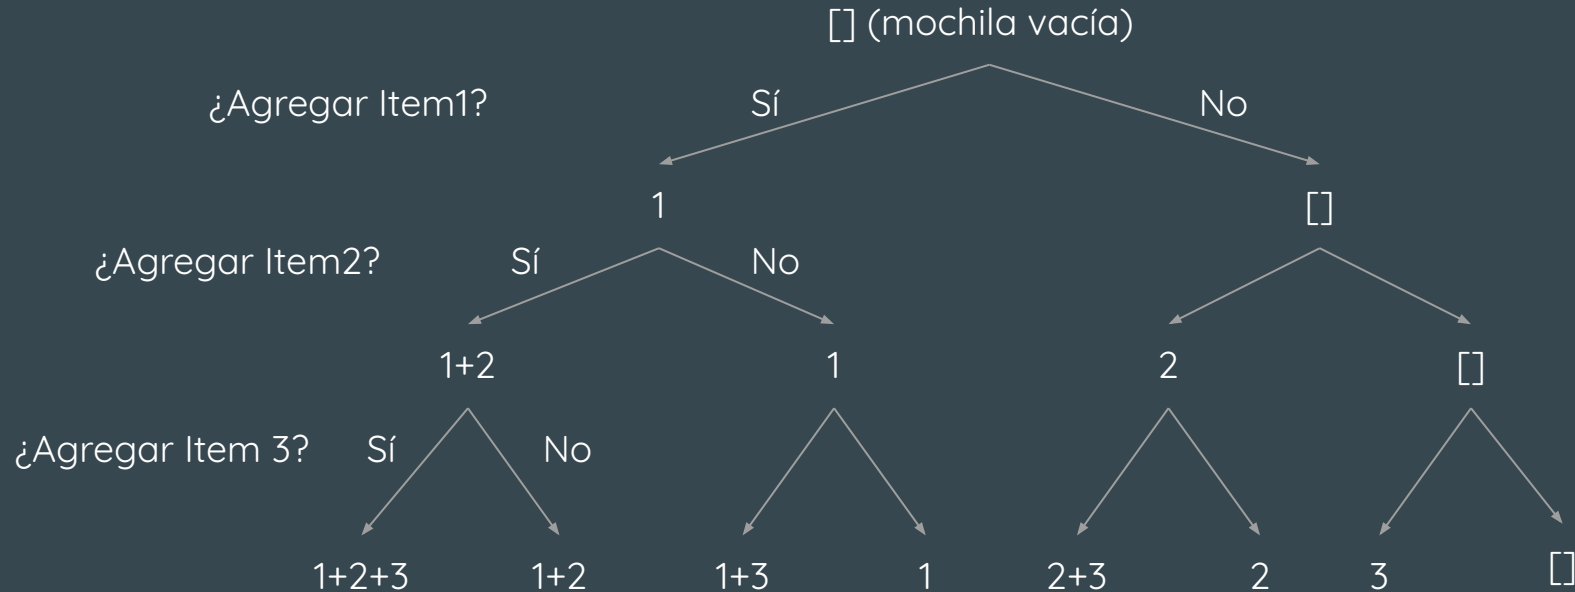 [] (mochila vacía)
¿Agregar Item1? Sí No
1 []
¿Agregar Item2? Sí No
1+2 1 2 []
¿Agregar Item 3? Sí No
1+2+3 1+2 1+3 1 2+3 2 3 []